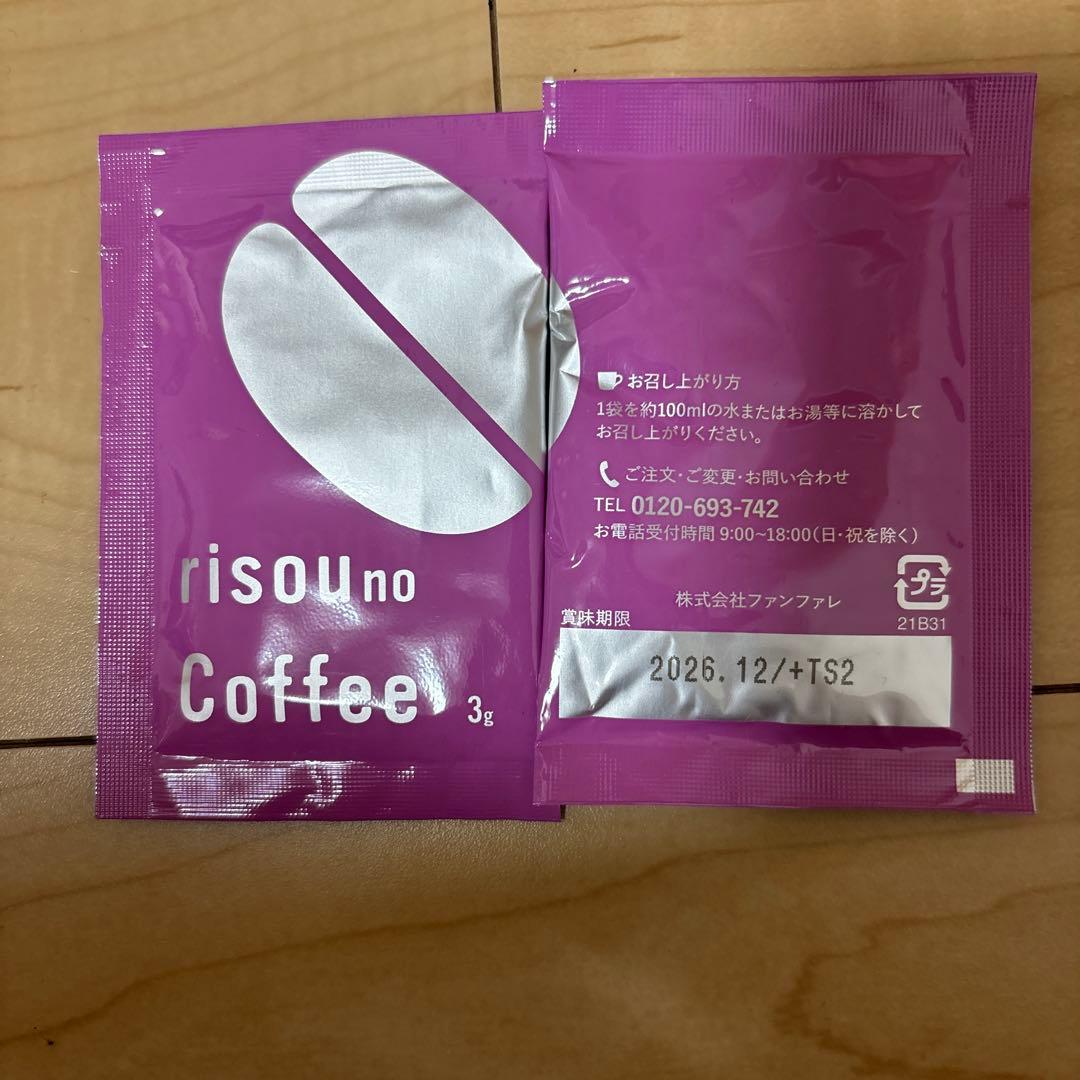 risou no
Coffee 3g
お召し上がり方
1袋を約100mlの水またはお湯等に溶かして
お召し上がりください。
ご注文・ご変更・お問い合わせ
TEL 0120-693-742
お電話受付時間 9:00~18:00(日・祝を除く)
プラ
株式会社ファンファレ
21B31
賞味期限
2026.12/+TS2